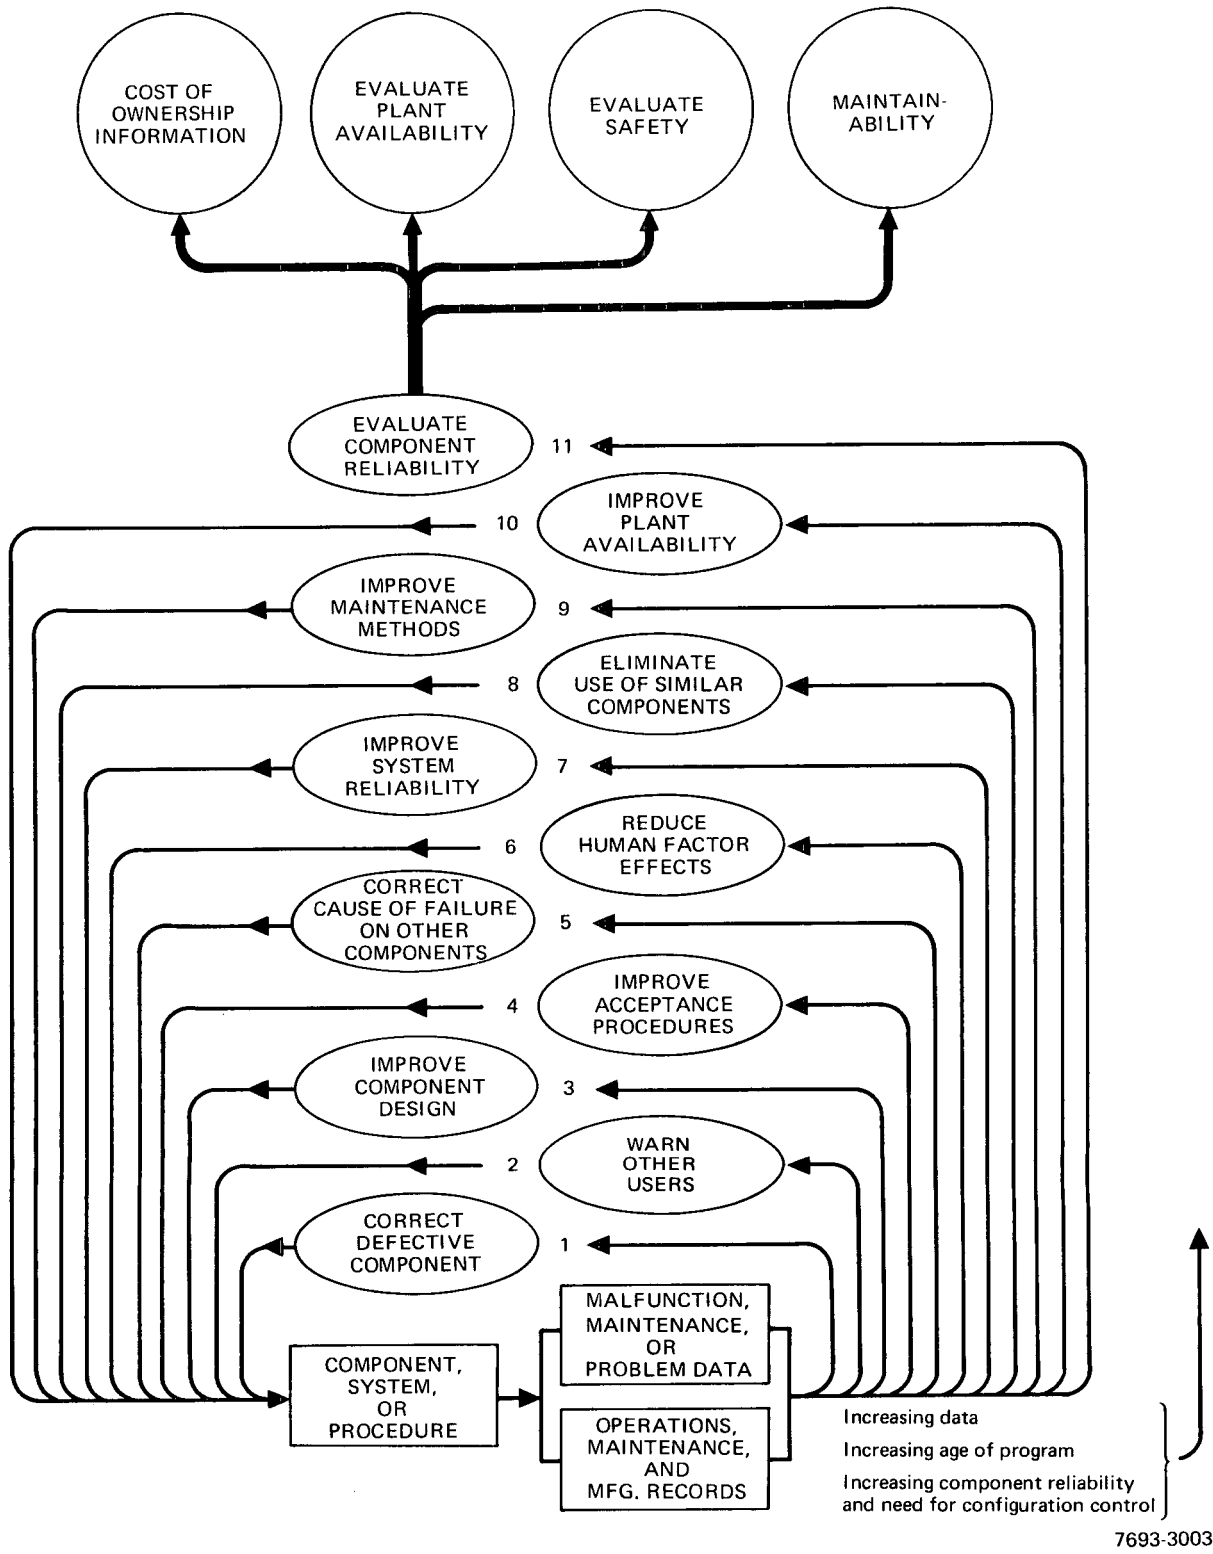 COST OF
OWNERSHIP
INFORMATION
EVALUATE
PLANT
AVAILABILITY
EVALUATE
SAFETY
MAINTAIN-
ABILITY
EVALUATE
COMPONENT
RELIABILITY
11
10
IMPROVE
PLANT
AVAILABILITY
IMPROVE
MAINTENANCE
METHODS
9
8
ELIMINATE
USE OF SIMILAR
COMPONENTS
IMPROVE
SYSTEM
RELIABILITY
7
6
REDUCE
HUMAN FACTOR
EFFECTS
CORRECT
CAUSE OF FAILURE
ON OTHER
COMPONENTS
5
4
IMPROVE
ACCEPTANCE
PROCEDURES
IMPROVE
COMPONENT
DESIGN
3
2
WARN
OTHER
USERS
CORRECT
DEFECTIVE
COMPONENT
1
MALFUNCTION,
MAINTENANCE,
OR
PROBLEM DATA
COMPONENT,
SYSTEM,
OR
PROCEDURE
OPERATIONS,
MAINTENANCE,
AND
MFG. RECORDS
Increasing data
Increasing age of program
Increasing component reliability
and need for configuration control
7693-3003